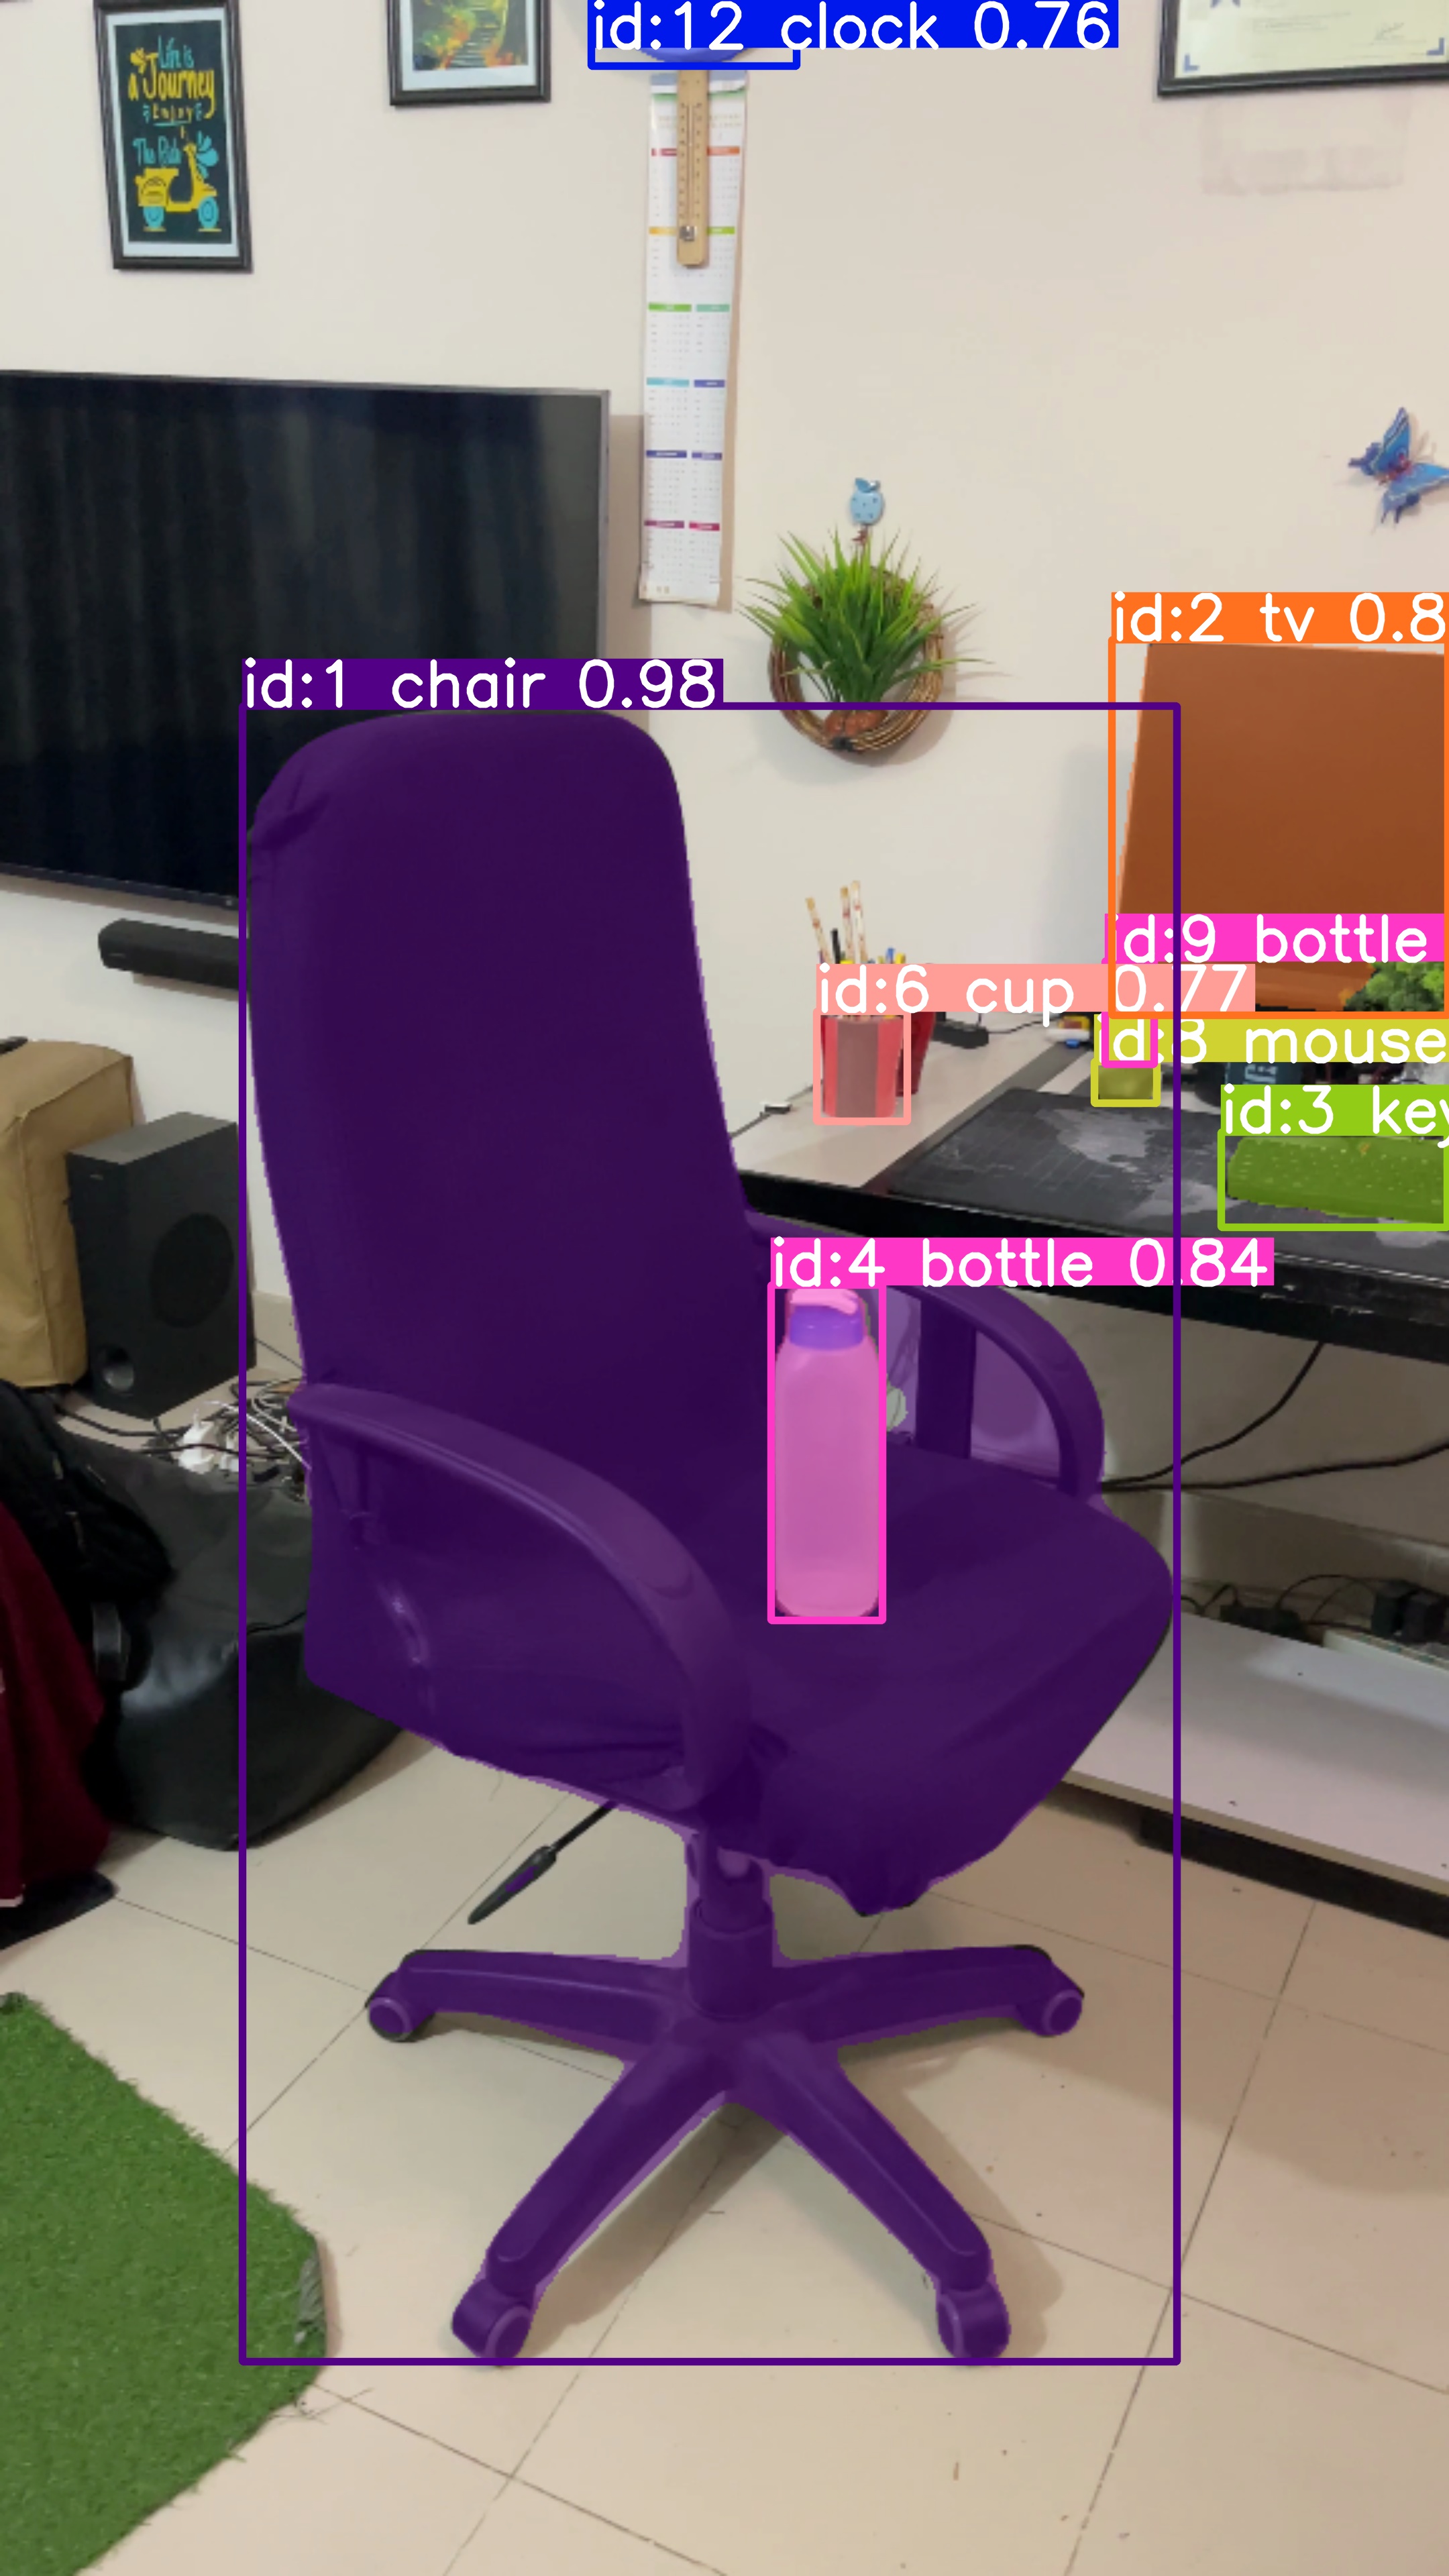 id:12 clock 0.76
Life is
a Journey
Enjoy
The Ride
id:2 tv 0.8
id:1 chair 0.98
id:9 bottle
id:6 cup 0.77
id:8 mouse
id:3 key
id:4 bottle 0.84